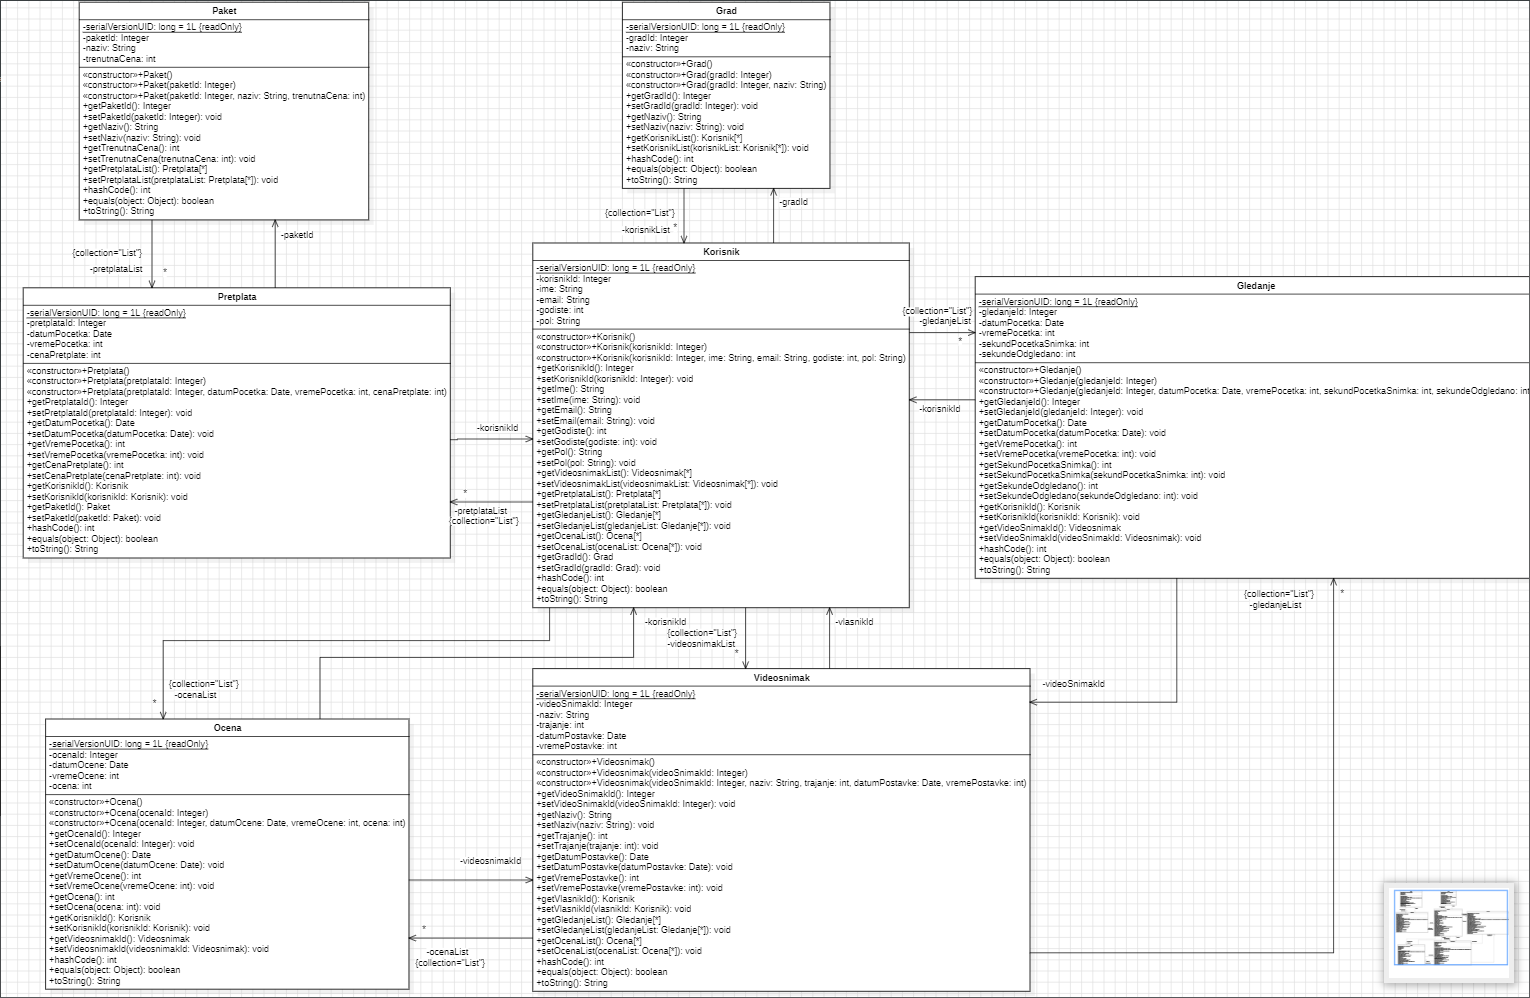 Paket
-serialVersionUID: long = 1L {readOnly}
-paketId: Integer
-naziv: String
-trenutnaCena: int
«constructor»+Paket()
«constructor»+Paket(paketId: Integer)
«constructor»+Paket(paketId: Integer, naziv: String, trenutnaCena: int)
+getPaketId(): Integer
+setPaketId(paketId: Integer): void
+getNaziv(): String
+setNaziv(naziv: String): void
+getTrenutnaCena(): int
+setTrenutnaCena(trenutnaCena: int): void
+getPretplataList(): Pretplata[*]
+setPretplataList(pretplataList: Pretplata[*]): void
+hashCode(): int
+equals(object: Object): boolean
+toString(): String
Grad
-serialVersionUID: long = 1L {readOnly}
-gradId: Integer
-naziv: String
«constructor»+Grad()
«constructor»+Grad(gradId: Integer)
«constructor»+Grad(gradId: Integer, naziv: String)
+getGradId(): Integer
+setGradId(gradId: Integer): void
+getNaziv(): String
+setNaziv(naziv: String): void
+getKorisnikList(): Korisnik[*]
+setKorisnikList(korisnikList: Korisnik[*]): void
+hashCode(): int
+equals(object: Object): boolean
+toString(): String
{collection="List"}
-pretplataList
*
-paketId
{collection="List"}
-korisnikList
*
-gradId
Pretplata
-serialVersionUID: long = 1L {readOnly}
-pretplataId: Integer
-datumPocetka: Date
-vremePocetka: int
-cenaPretplate: int
«constructor»+Pretplata()
«constructor»+Pretplata(pretplataId: Integer)
«constructor»+Pretplata(pretplataId: Integer, datumPocetka: Date, vremePocetka: int, cenaPretplate: int)
+getPretplataId(): Integer
+setPretplataId(pretplataId: Integer): void
+getDatumPocetka(): Date
+setDatumPocetka(datumPocetka: Date): void
+getVremePocetka(): int
+setVremePocetka(vremePocetka: int): void
+getCenaPretplate(): int
+setCenaPretplate(cenaPretplate: int): void
+getKorisnikId(): Korisnik
+setKorisnikId(korisnikId: Korisnik): void
+getPaketId(): Paket
+setPaketId(paketId: Paket): void
+hashCode(): int
+equals(object: Object): boolean
+toString(): String
-korisnikId
*
-pretplataList
{collection="List"}
Korisnik
-serialVersionUID: long = 1L {readOnly}
-korisnikId: Integer
-ime: String
-email: String
-godiste: int
-pol: String
«constructor»+Korisnik()
«constructor»+Korisnik(korisnikId: Integer)
«constructor»+Korisnik(korisnikId: Integer, ime: String, email: String, godiste: int, pol: String)
+getKorisnikId(): Integer
+setKorisnikId(korisnikId: Integer): void
+getIme(): String
+setIme(ime: String): void
+getEmail(): String
+setEmail(email: String): void
+getGodiste(): int
+setGodiste(godiste: int): void
+getPol(): String
+setPol(pol: String): void
+getVideosnimakList(): Videosnimak[*]
+setVideosnimakList(videosnimakList: Videosnimak[*]): void
+getPretplataList(): Pretplata[*]
+setPretplataList(pretplataList: Pretplata[*]): void
+getGledanjeList(): Gledanje[*]
+setGledanjeList(gledanjeList: Gledanje[*]): void
+getOcenaList(): Ocena[*]
+setOcenaList(ocenaList: Ocena[*]): void
+getGradId(): Grad
+setGradId(gradId: Grad): void
+hashCode(): int
+equals(object: Object): boolean
+toString(): String
{collection="List"}
-gledanjeList
*
-korisnikId
Gledanje
-serialVersionUID: long = 1L {readOnly}
-gledanjeId: Integer
-datumPocetka: Date
-vremePocetka: int
-sekundPocetkaSnimka: int
-sekundeOdgledano: int
«constructor»+Gledanje()
«constructor»+Gledanje(gledanjeId: Integer)
«constructor»+Gledanje(gledanjeId: Integer, datumPocetka: Date, vremePocetka: int, sekundPocetkaSnimka: int, sekundeOdgledano: int
+getGledanjeId(): Integer
+setGledanjeId(gledanjeId: Integer): void
+getDatumPocetka(): Date
+setDatumPocetka(datumPocetka: Date): void
+getVremePocetka(): int
+setVremePocetka(vremePocetka: int): void
+getSekundPocetkaSnimka(): int
+setSekundPocetkaSnimka(sekundPocetkaSnimka: int): void
+getSekundeOdgledano(): int
+setSekundeOdgledano(sekundeOdgledano: int): void
+getKorisnikId(): Korisnik
+setKorisnikId(korisnikId: Korisnik): void
+getVideoSnimakId(): Videosnimak
+setVideoSnimakId(videoSnimakId: Videosnimak): void
+hashCode(): int
+equals(object: Object): boolean
+toString(): String
{collection="List"}
-gledanjeList
*
-korisnikId
{collection="List"}
-videosnimakList
*
-vlasnikId
{collection="List"}
-ocenaList
*
-videoSnimakId
Ocena
-serialVersionUID: long = 1L {readOnly}
-ocenaId: Integer
-datumOcene: Date
-vremeOcene: int
-ocena: int
«constructor»+Ocena()
«constructor»+Ocena(ocenaId: Integer)
«constructor»+Ocena(ocenaId: Integer, datumOcene: Date, vremeOcene: int, ocena: int)
+getOcenaId(): Integer
+setOcenaId(ocenaId: Integer): void
+getDatumOcene(): Date
+setDatumOcene(datumOcene: Date): void
+getVremeOcene(): int
+setVremeOcene(vremeOcene: int): void
+getOcena(): int
+setOcena(ocena: int): void
+getKorisnikId(): Korisnik
+setKorisnikId(korisnikId: Korisnik): void
+getVideosnimakId(): Videosnimak
+setVideosnimakId(videosnimakId: Videosnimak): void
+hashCode(): int
+equals(object: Object): boolean
+toString(): String
-videosnimakId
*
-ocenaList
{collection="List"}
Videosnimak
-serialVersionUID: long = 1L {readOnly}
-videoSnimakId: Integer
-naziv: String
-trajanje: int
-datumPostavke: Date
-vremePostavke: int
«constructor»+Videosnimak()
«constructor»+Videosnimak(videoSnimakId: Integer)
«constructor»+Videosnimak(videoSnimakId: Integer, naziv: String, trajanje: int, datumPostavke: Date, vremePostavke: int)
+getVideoSnimakId(): Integer
+setVideoSnimakId(videoSnimakId: Integer): void
+getNaziv(): String
+setNaziv(naziv: String): void
+getTrajanje(): int
+setTrajanje(trajanje: int): void
+getDatumPostavke(): Date
+setDatumPostavke(datumPostavke: Date): void
+getVremePostavke(): int
+setVremePostavke(vremePostavke: int): void
+getVlasnikId(): Korisnik
+setVlasnikId(vlasnikId: Korisnik): void
+getGledanjeList(): Gledanje[*]
+setGledanjeList(gledanjeList: Gledanje[*]): void
+getOcenaList(): Ocena[*]
+setOcenaList(ocenaList: Ocena[*]): void
+hashCode(): int
+equals(object: Object): boolean
+toString(): String